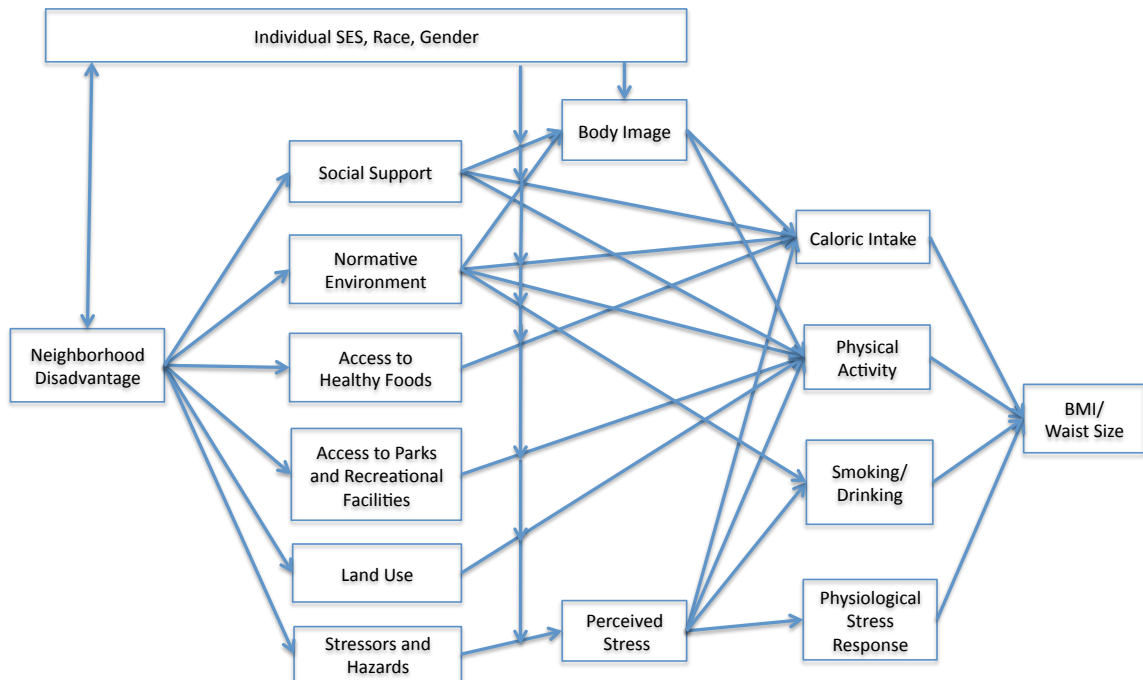 Individual SES, Race, Gender
Body Image
Social Support
Caloric Intake
Normative
Environment
Neighborhood
Disadvantage
Access to
Healthy Foods
Physical
Activity
BMI/
Waist Size
Access to Parks
and Recreational
Facilities
Smoking/
Drinking
Land Use
Perceived
Stress
Physiological
Stress
Response
Stressors and
Hazards